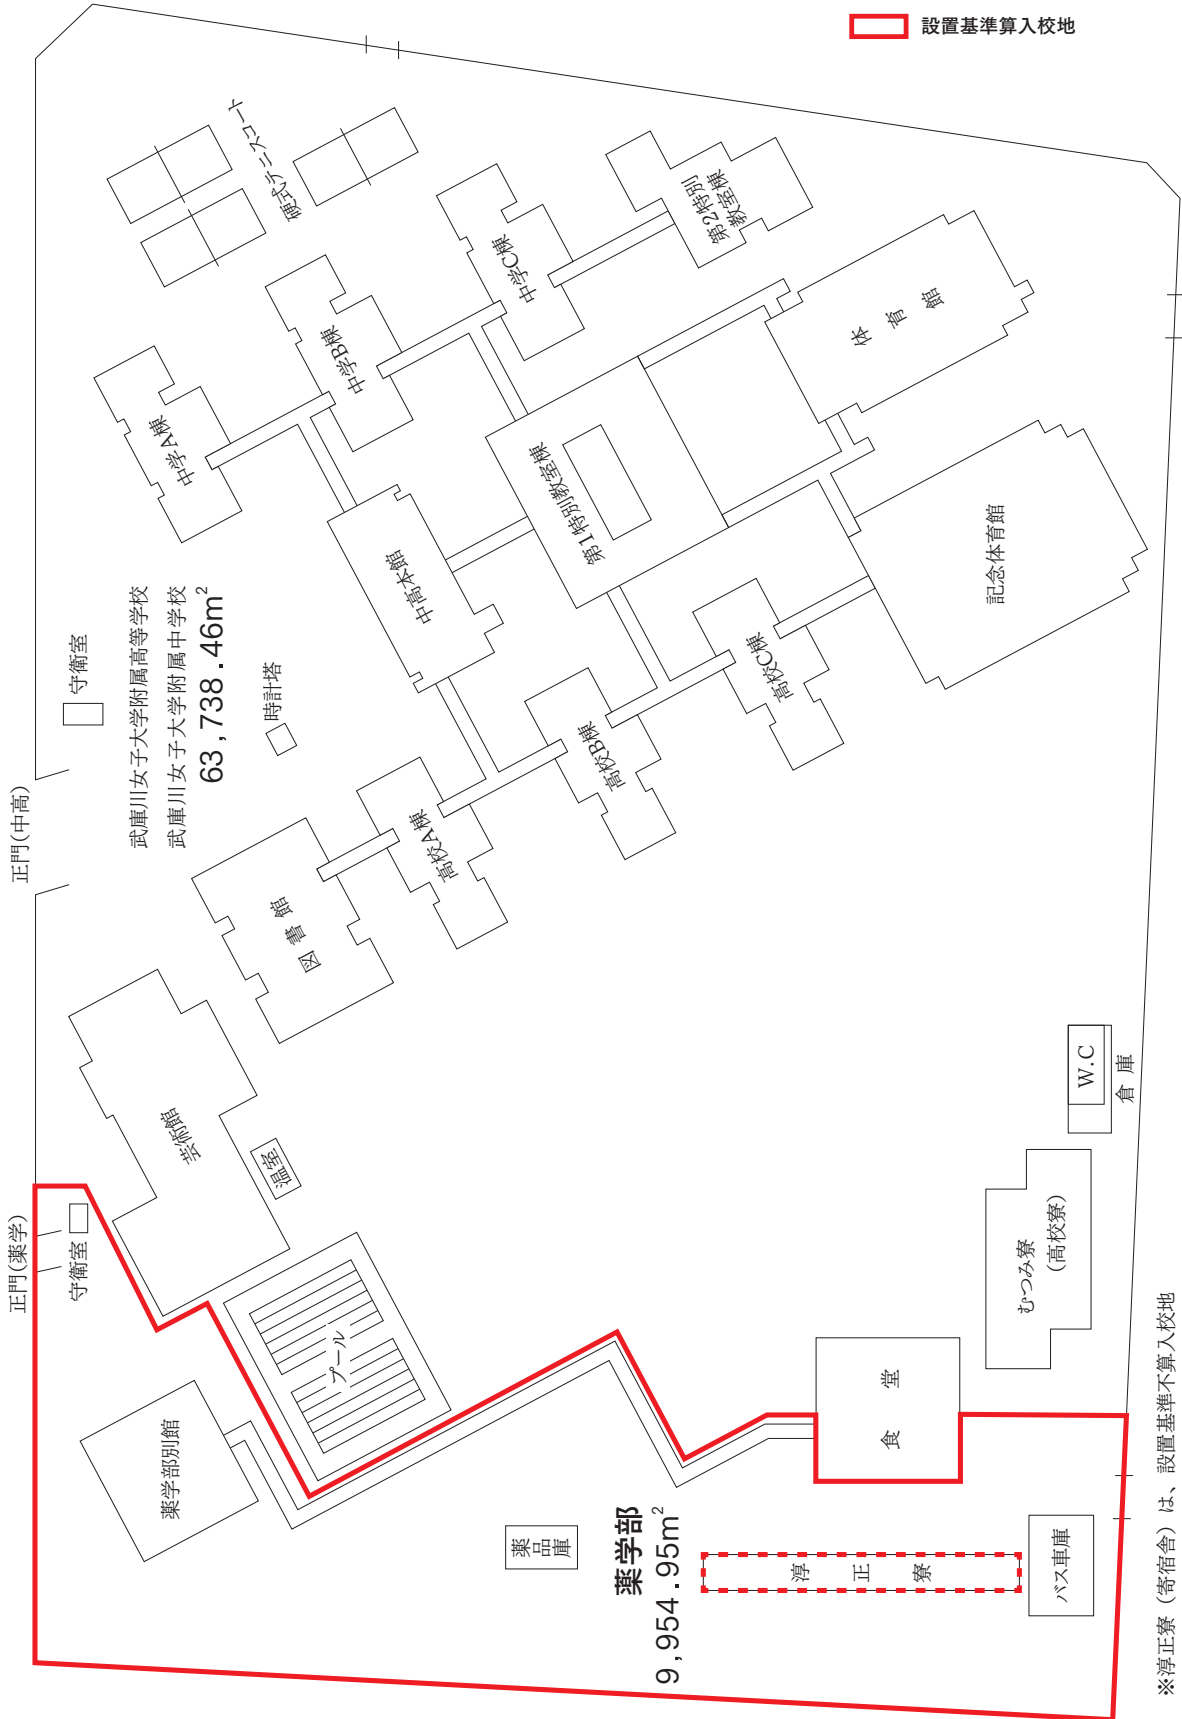 設置基準算入校地
硬式テニスコート
第2特別
教室棟
中学C棟
中学B棟
中学A棟
体育館
第1特別教室棟
中高本館
記念体育館
守衛室
武庫川女子大学附属高等学校
武庫川女子大学附属中学校
63,738.46m²
時計塔
高校C棟
高校B棟
高校A棟
正門(中高)
図書館
芸術館
温室
W.C
倉庫
正門(薬学)
守衛室
プール
むつみ寮
(高校寮)
食堂
薬学部別館
薬品庫
薬学部
9,954.95m²
淳正寮
バス車庫
※淳正寮(寄宿舎)は、設置基準不算入校地